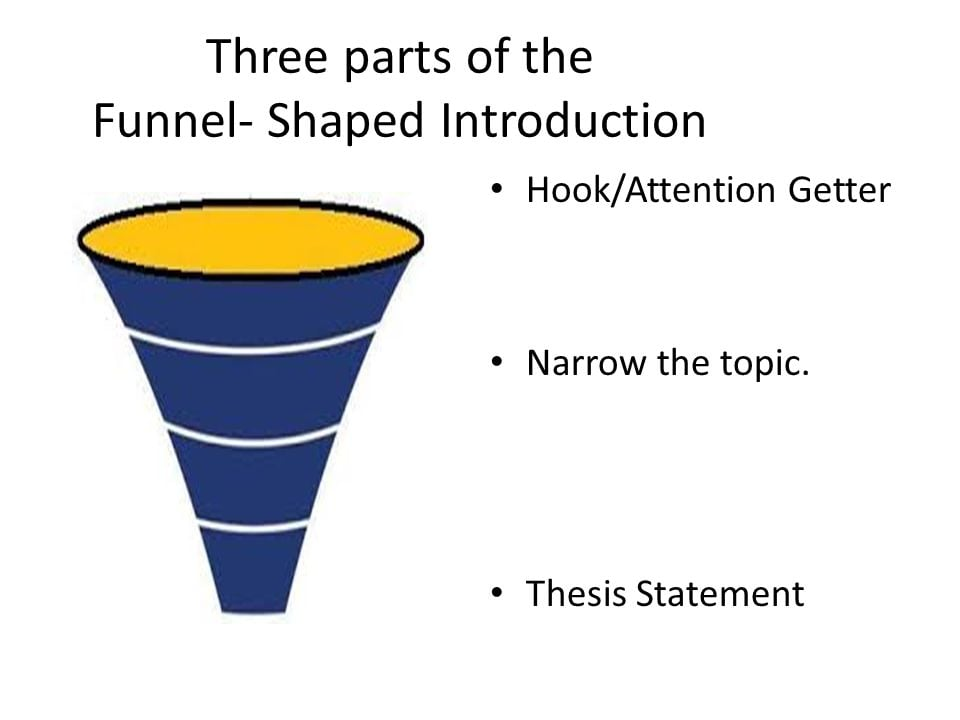 Three parts of the
Funnel- Shaped Introduction
• Hook/Attention Getter
• Narrow the topic.
• Thesis Statement